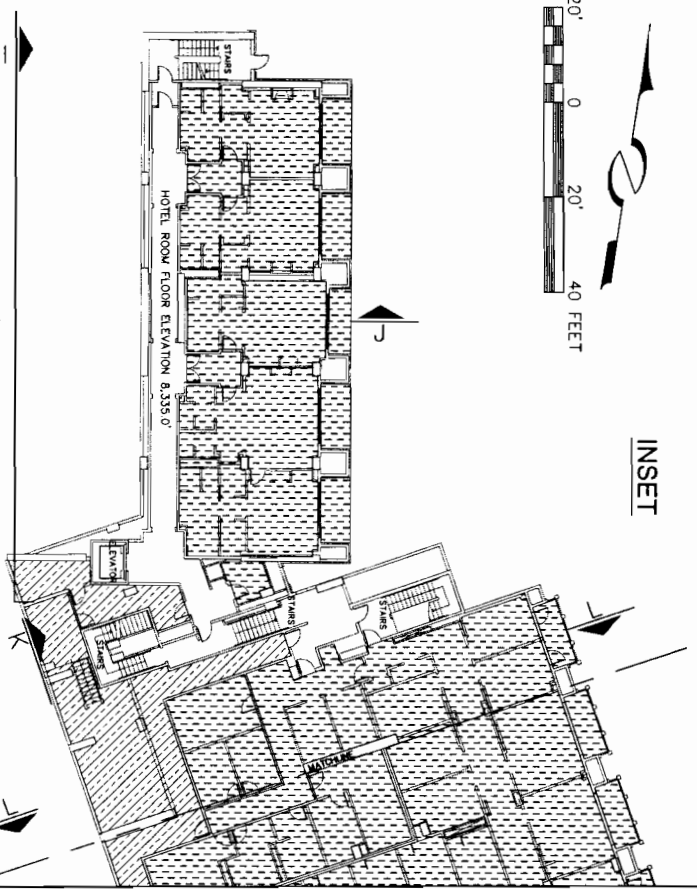 20'
0
20'
40 FEET
INSET
STAIRS
HOTEL ROOM FLOOR ELEVATION 8,335.0'
J
I
ELEVATOR
STAIRS
STAIRS
STAIRS
K
L
MATCHLINE
L